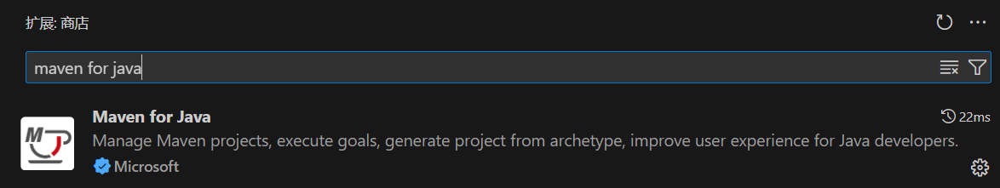 扩展: 商店
maven for java
Maven for Java
22ms
Manage Maven projects, execute goals, generate project from archetype, improve user experience for Java developers.
Microsoft